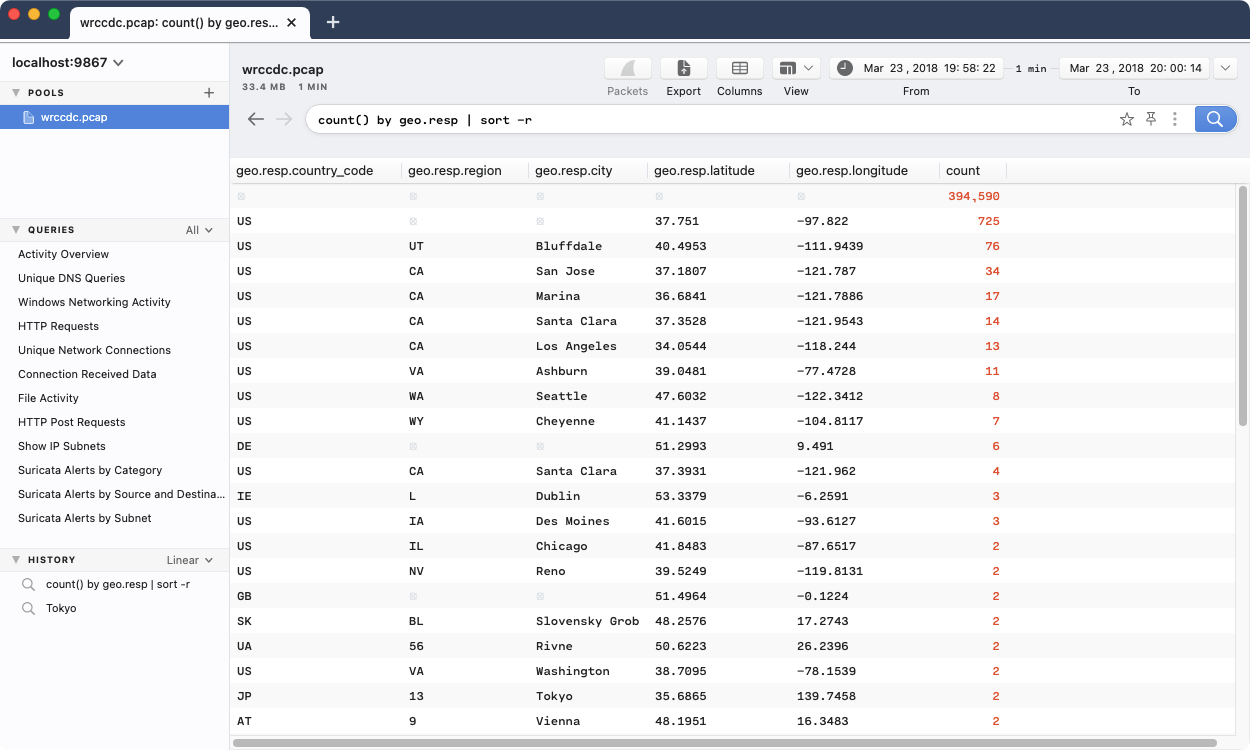 wrccdc.pcap: count() by geo.res...
localhost:9867
POOLS
wrccdc.pcap
QUERIES All
Activity Overview
Unique DNS Queries
Windows Networking Activity
HTTP Requests
Unique Network Connections
Connection Received Data
File Activity
HTTP Post Requests
Show IP Subnets
Suricata Alerts by Category
Suricata Alerts by Source and Destina...
Suricata Alerts by Subnet
HISTORY Linear
count() by geo.resp | sort -r
Tokyo
wrccdc.pcap
33.4 MB 1 MIN
Packets
Export
Columns
View
Mar 23 , 2018 19: 58: 22
From
1 min
Mar 23 , 2018 20: 00: 14
To
count() by geo.resp | sort -r
geo.resp.country_code geo.resp.region geo.resp.city geo.resp.latitude geo.resp.longitude count
394,590
US 37.751 -97.822 725
US UT Bluffdale 40.4953 -111.9439 76
US CA San Jose 37.1807 -121.787 34
US CA Marina 36.6841 -121.7886 17
US CA Santa Clara 37.3528 -121.9543 14
US CA Los Angeles 34.0544 -118.244 13
US VA Ashburn 39.0481 -77.4728 11
US WA Seattle 47.6032 -122.3412 8
US WY Cheyenne 41.1437 -104.8117 7
DE 51.2993 9.491 6
US CA Santa Clara 37.3931 -121.962 4
IE L Dublin 53.3379 -6.2591 3
US IA Des Moines 41.6015 -93.6127 3
US IL Chicago 41.8483 -87.6517 2
US NV Reno 39.5249 -119.8131 2
GB 51.4964 -0.1224 2
SK BL Slovensky Grob 48.2576 17.2743 2
UA 56 Rivne 50.6223 26.2396 2
US VA Washington 38.7095 -78.1539 2
JP 13 Tokyo 35.6865 139.7458 2
AT 9 Vienna 48.1951 16.3483 2